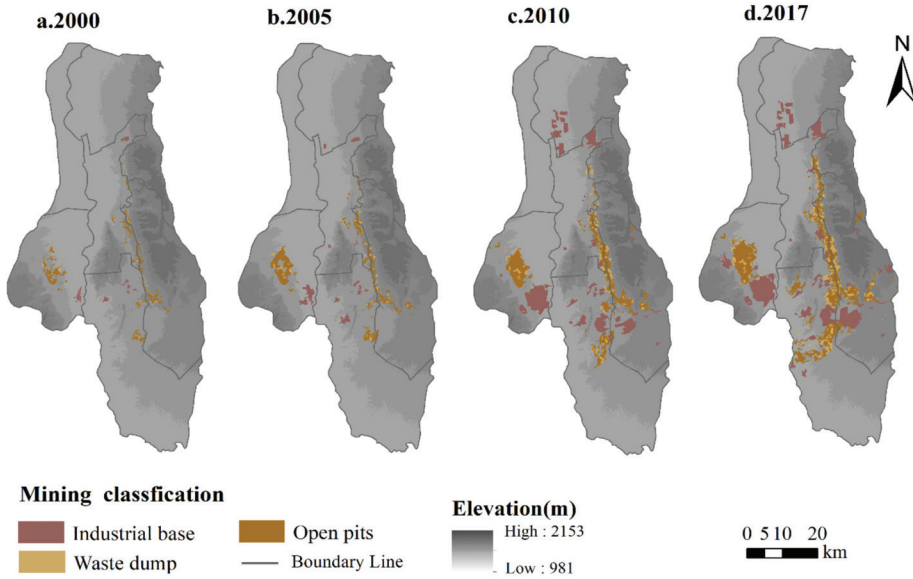 a.2000
b.2005
c.2010
d.2017
N
Mining classfication
Industrial base
Open pits
Waste dump
Boundary Line
Elevation(m)
High : 2153
Low : 981
0 5 10 20
km